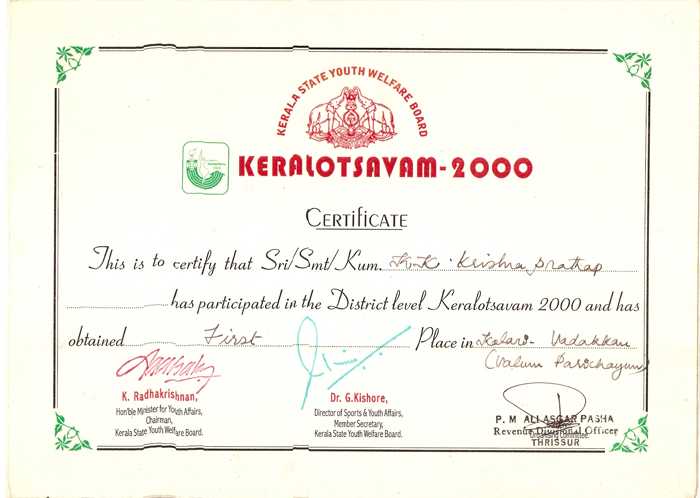 KERALA STATE YOUTH WELFARE BOARD
KERALOTSAVAM-2000
CERTIFICATE
This is to certify that Sri/Smt/Kum. K.K. Krishna prathap
has participated in the District level Keralotsavam 2000 and has
obtained First Place in Kalari- Vadakkan
(Valum Parichayum)
K. Radhakrishnan,
Hon'ble Minister for Youth Affairs,
Chairman,
Kerala State Youth Welfare Board.
Dr. G.Kishore,
Director of Sports & Youth Affairs,
Member Secretary,
Kerala State Youth Welfare Board.
P. M ALI ASGAR PASHA
Revenue Divisional Officer
Organising Committee.
THRISSUR